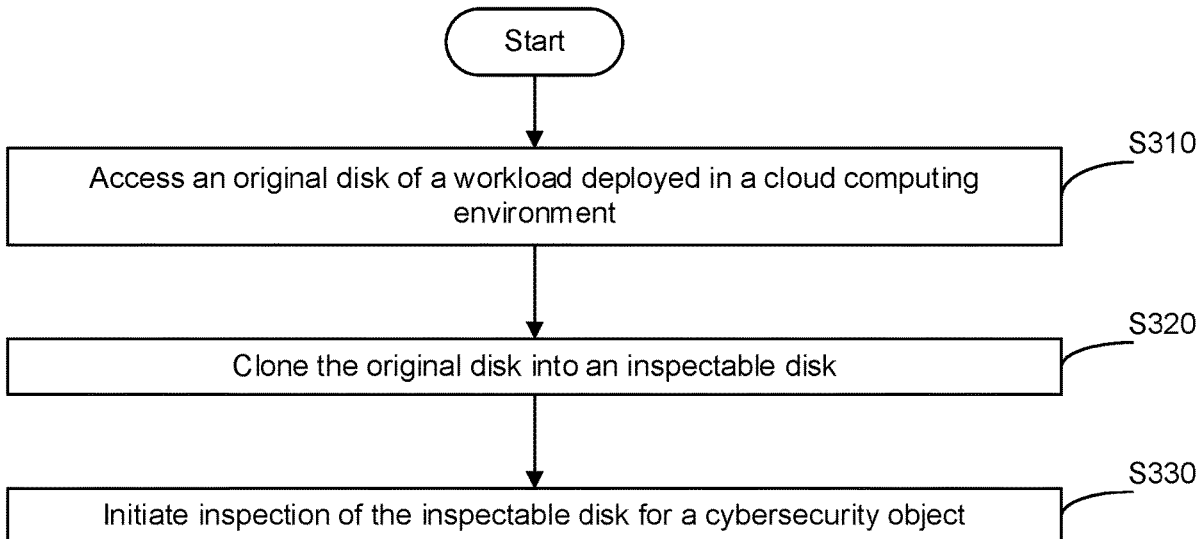 Start
S310
Access an original disk of a workload deployed in a cloud computing
environment
S320
Clone the original disk into an inspectable disk
S330
Initiate inspection of the inspectable disk for a cybersecurity object